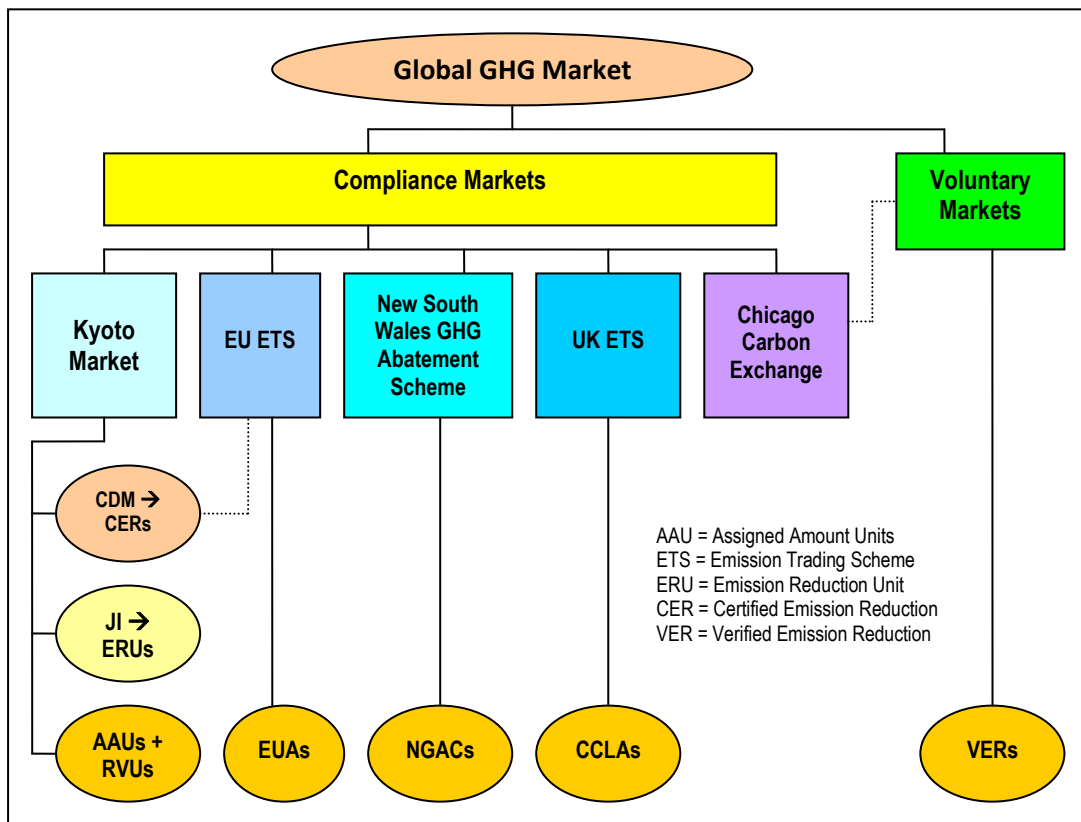 Global GHG Market
Compliance Markets
Voluntary
Markets
Kyoto
Market
EU ETS
New South
Wales GHG
Abatement
Scheme
UK ETS
Chicago
Carbon
Exchange
CDM →
CERs
JI →
ERUs
AAUs +
RVUs
EUAs
NGACs
CCLAs
VERs
AAU = Assigned Amount Units
ETS = Emission Trading Scheme
ERU = Emission Reduction Unit
CER = Certified Emission Reduction
VER = Verified Emission Reduction